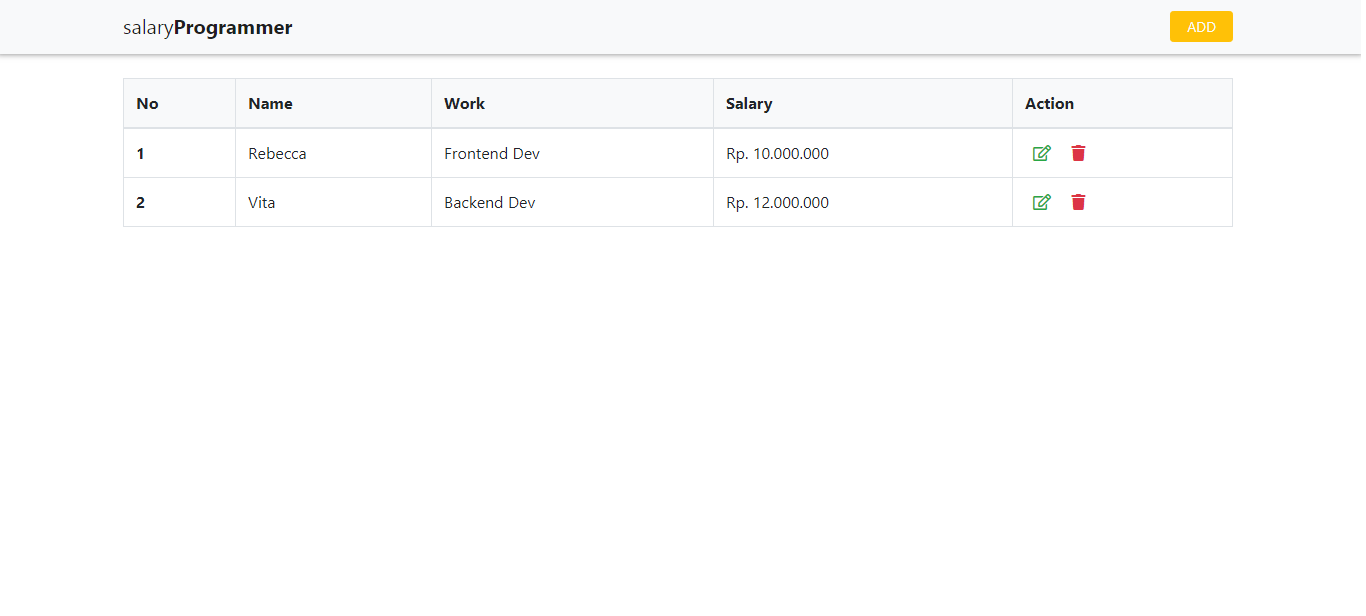 salaryProgrammer ADD
No Name Work Salary Action
1 Rebecca Frontend Dev Rp. 10.000.000
2 Vita Backend Dev Rp. 12.000.000